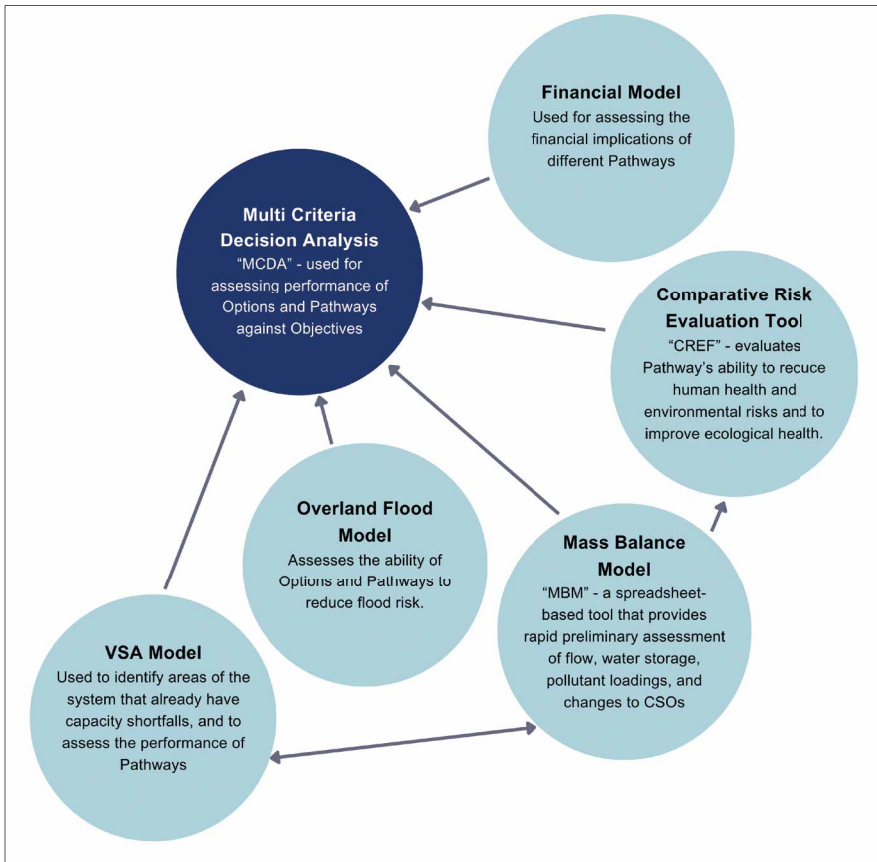 Financial Model
Used for assessing the
financial implications of
different Pathways
Multi Criteria
Decision Analysis
“MCDA” - used for
assessing performance of
Options and Pathways
against Objectives
Comparative Risk
Evaluation Tool
“CREF” - evaluates
Pathway’s ability to recuce
human health and
environmental risks and to
improve ecological health.
Overland Flood
Model
Assesses the ability of
Options and Pathways to
reduce flood risk.
Mass Balance
Model
“MBM” - a spreadsheet-
based tool that provides
rapid preliminary assessment
of flow, water storage,
pollutant loadings, and
changes to CSOs
VSA Model
Used to identify areas of the
system that already have
capacity shortfalls, and to
assess the performance of
Pathways